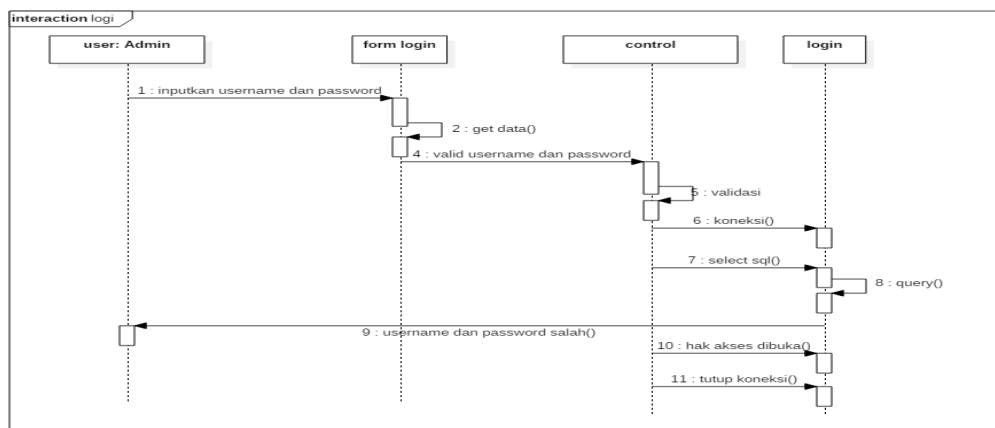 interaction logi
user: Admin
form login
control
login
1 : inputkan username dan password
2 : get data()
4 : valid username dan password
5 : validasi
6 : koneksi()
7 : select sql()
8 : query()
9 : username dan password salah()
10 : hak akses dibuka()
11 : tutup koneksi()